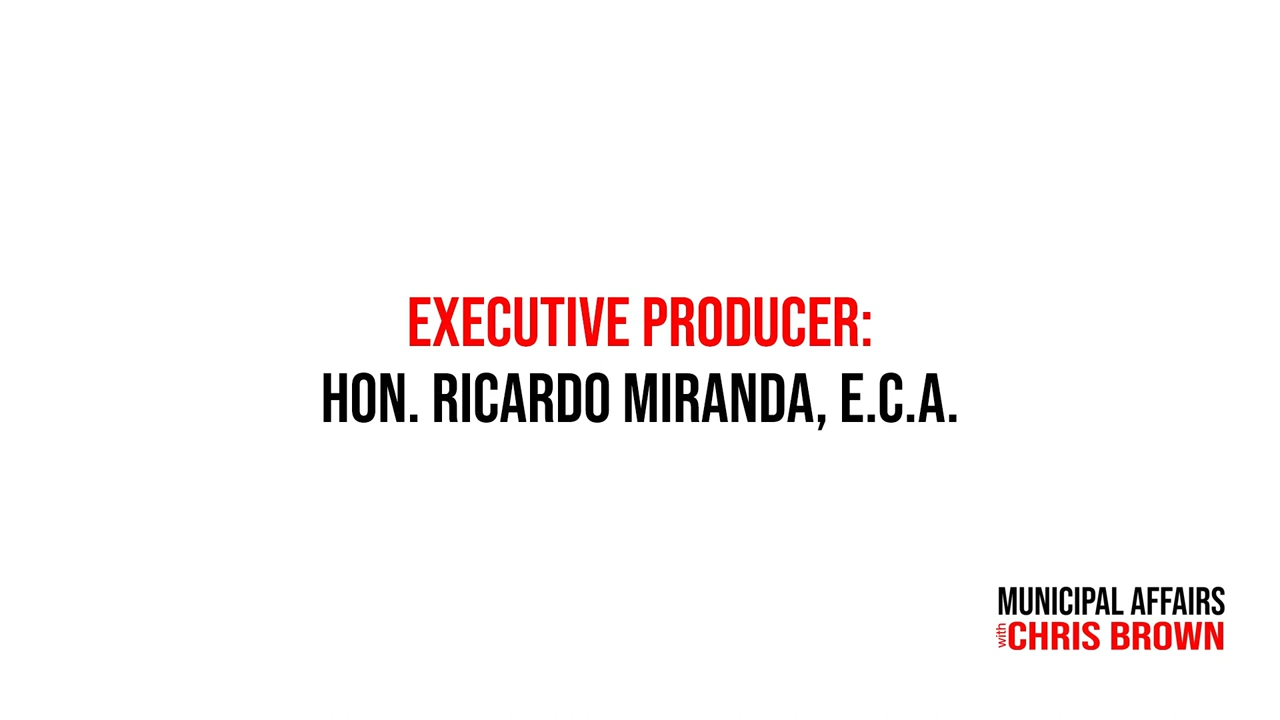 EXECUTIVE PRODUCER:
HON. RICARDO MIRANDA, E.C.A.
MUNICIPAL AFFAIRS
with CHRIS BROWN